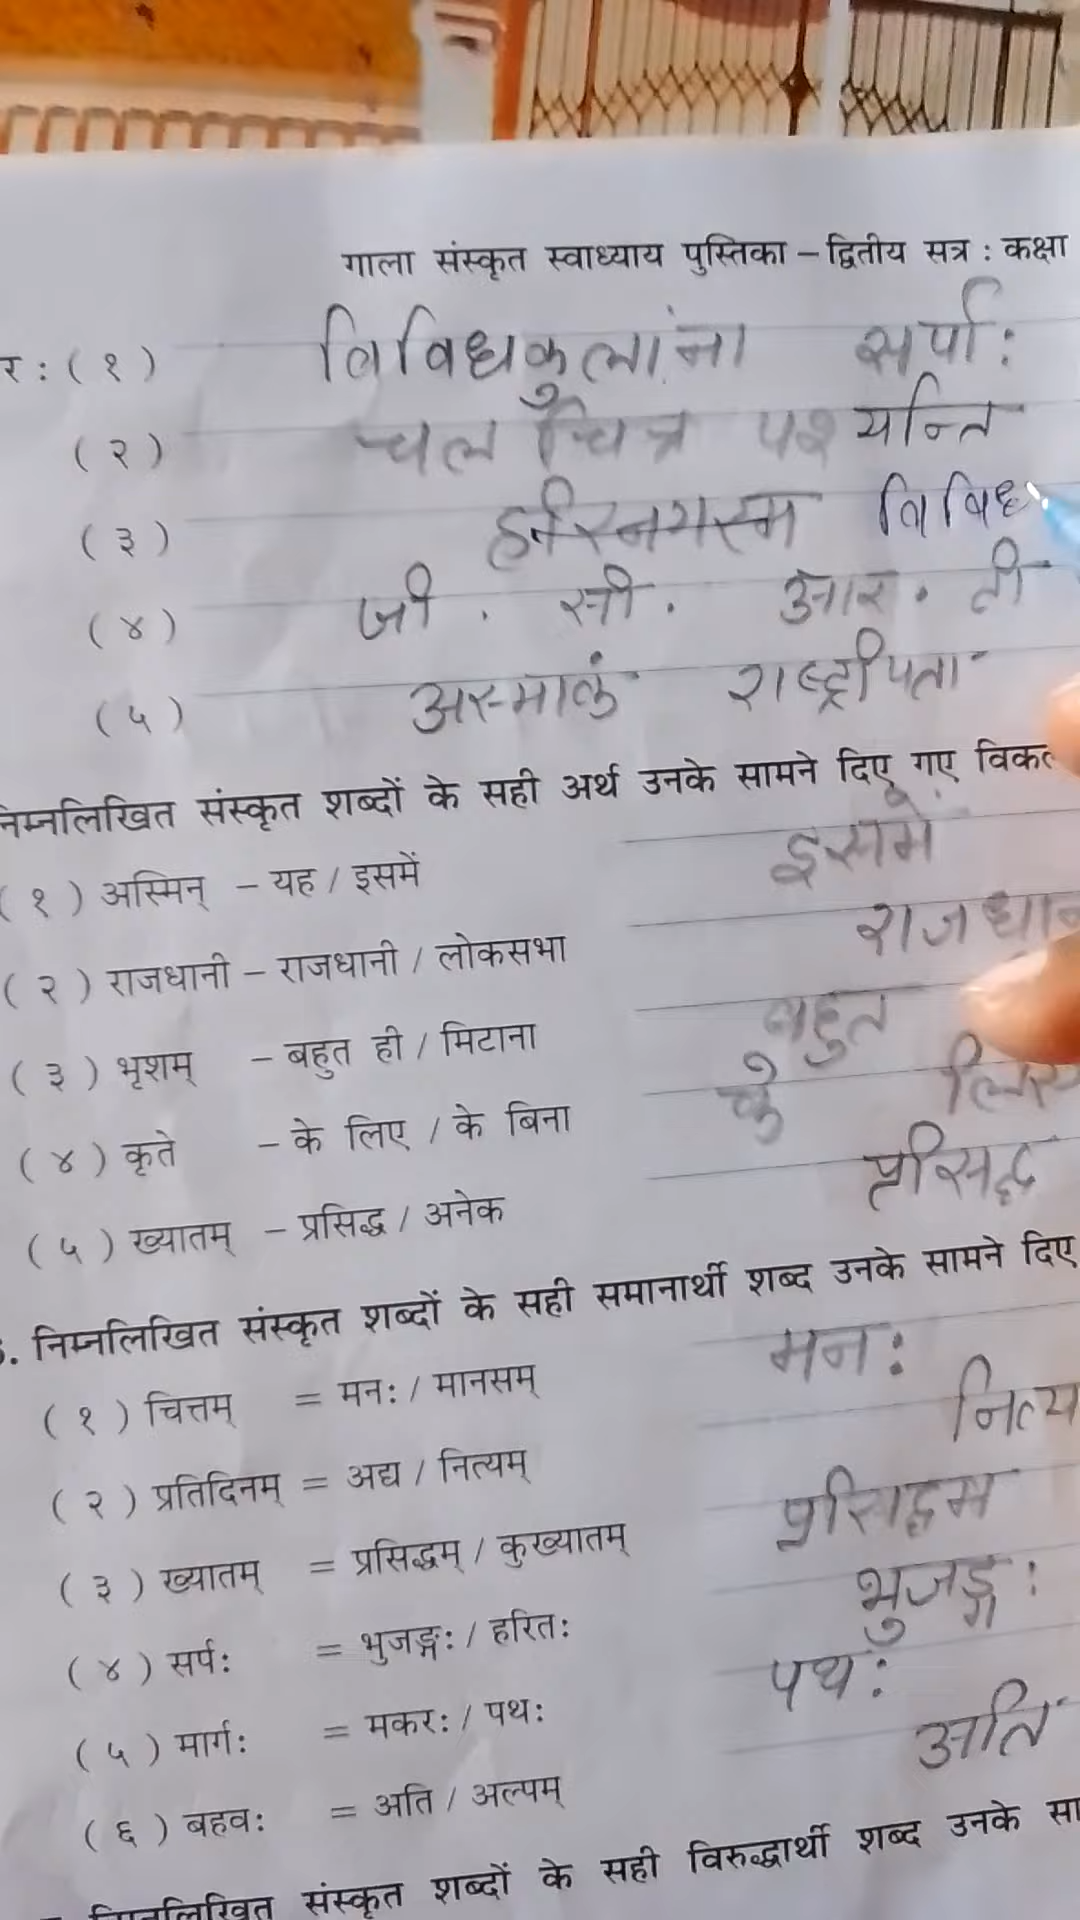 गाला संस्कृत स्वाध्याय पुस्तिका – द्वितीय सत्र : कक्षा
र : ( १ ) विविधकुलांना सर्पा :
( २ ) चल चित्र पश्यन्ति
( ३ ) विविध
( ४ ) जी . सी . आर . टी
( ५ ) अस्माकं राष्ट्रपिता
निम्नलिखित संस्कृत शब्दों के सही अर्थ उनके सामने दिए गए
( १ ) अस्मिन् – यह / इसमें इसमें
( २ ) राजधानी – राजधानी / लोकसभा
( ३ ) भृशम् – बहुत ही / मिटाना बहुत
( ४ ) कृते – के लिए / के बिना के लिए
( ५ ) ख्यातम् – प्रसिद्ध / अनेक प्रसिद्ध
. निम्नलिखित संस्कृत शब्दों के सही समानार्थी शब्द उनके सामने दिए
( १ ) चित्तम् = मनः / मानसम् मन :
( २ ) प्रतिदिनम् = अद्य / नित्यम् नित्य
( ३ ) ख्यातम् = प्रसिद्धम् / कुख्यातम् प्रसिद्धम
( ४ ) सर्पः = भुजङ्गः / हरितः भुजङ्ग :
( ५ ) मार्गः = मकरः / पथः पथ :
( ६ ) बहवः = अति / अल्पम् अति
निम्नलिखित संस्कृत शब्दों के सही विरुद्धार्थी शब्द उनके सा